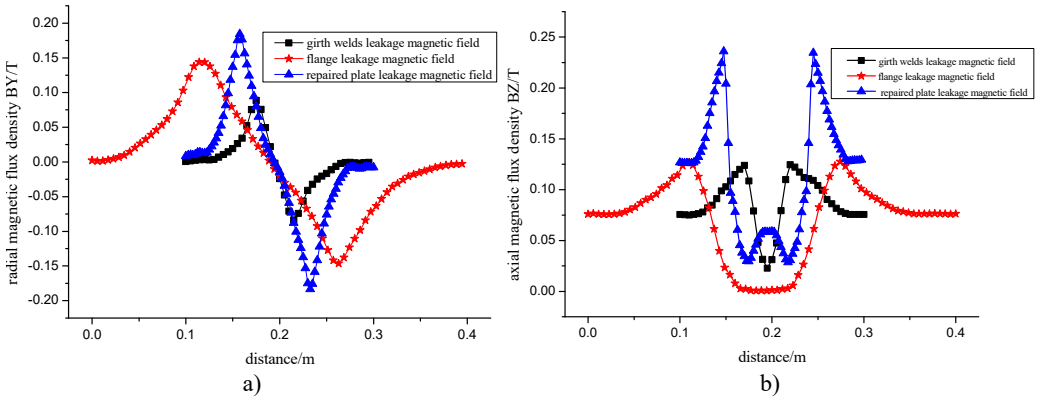 a)
0.20
0.15
0.10
0.05
0.00
-0.05
-0.10
-0.15
-0.20
radial magnetic flux density BY/T
girth welds leakage magnetic field
flange leakage magnetic field
repaired plate leakage magnetic field
0.0 0.1 0.2 0.3 0.4
distance/m
a)
b)
0.25
0.20
0.15
0.10
0.05
0.00
axial magnetic flux density BZ/T
girth welds leakage magnetic field
flange leakage magnetic field
repaired plate leakage magnetic field
0.0 0.1 0.2 0.3 0.4
distance/m
b)